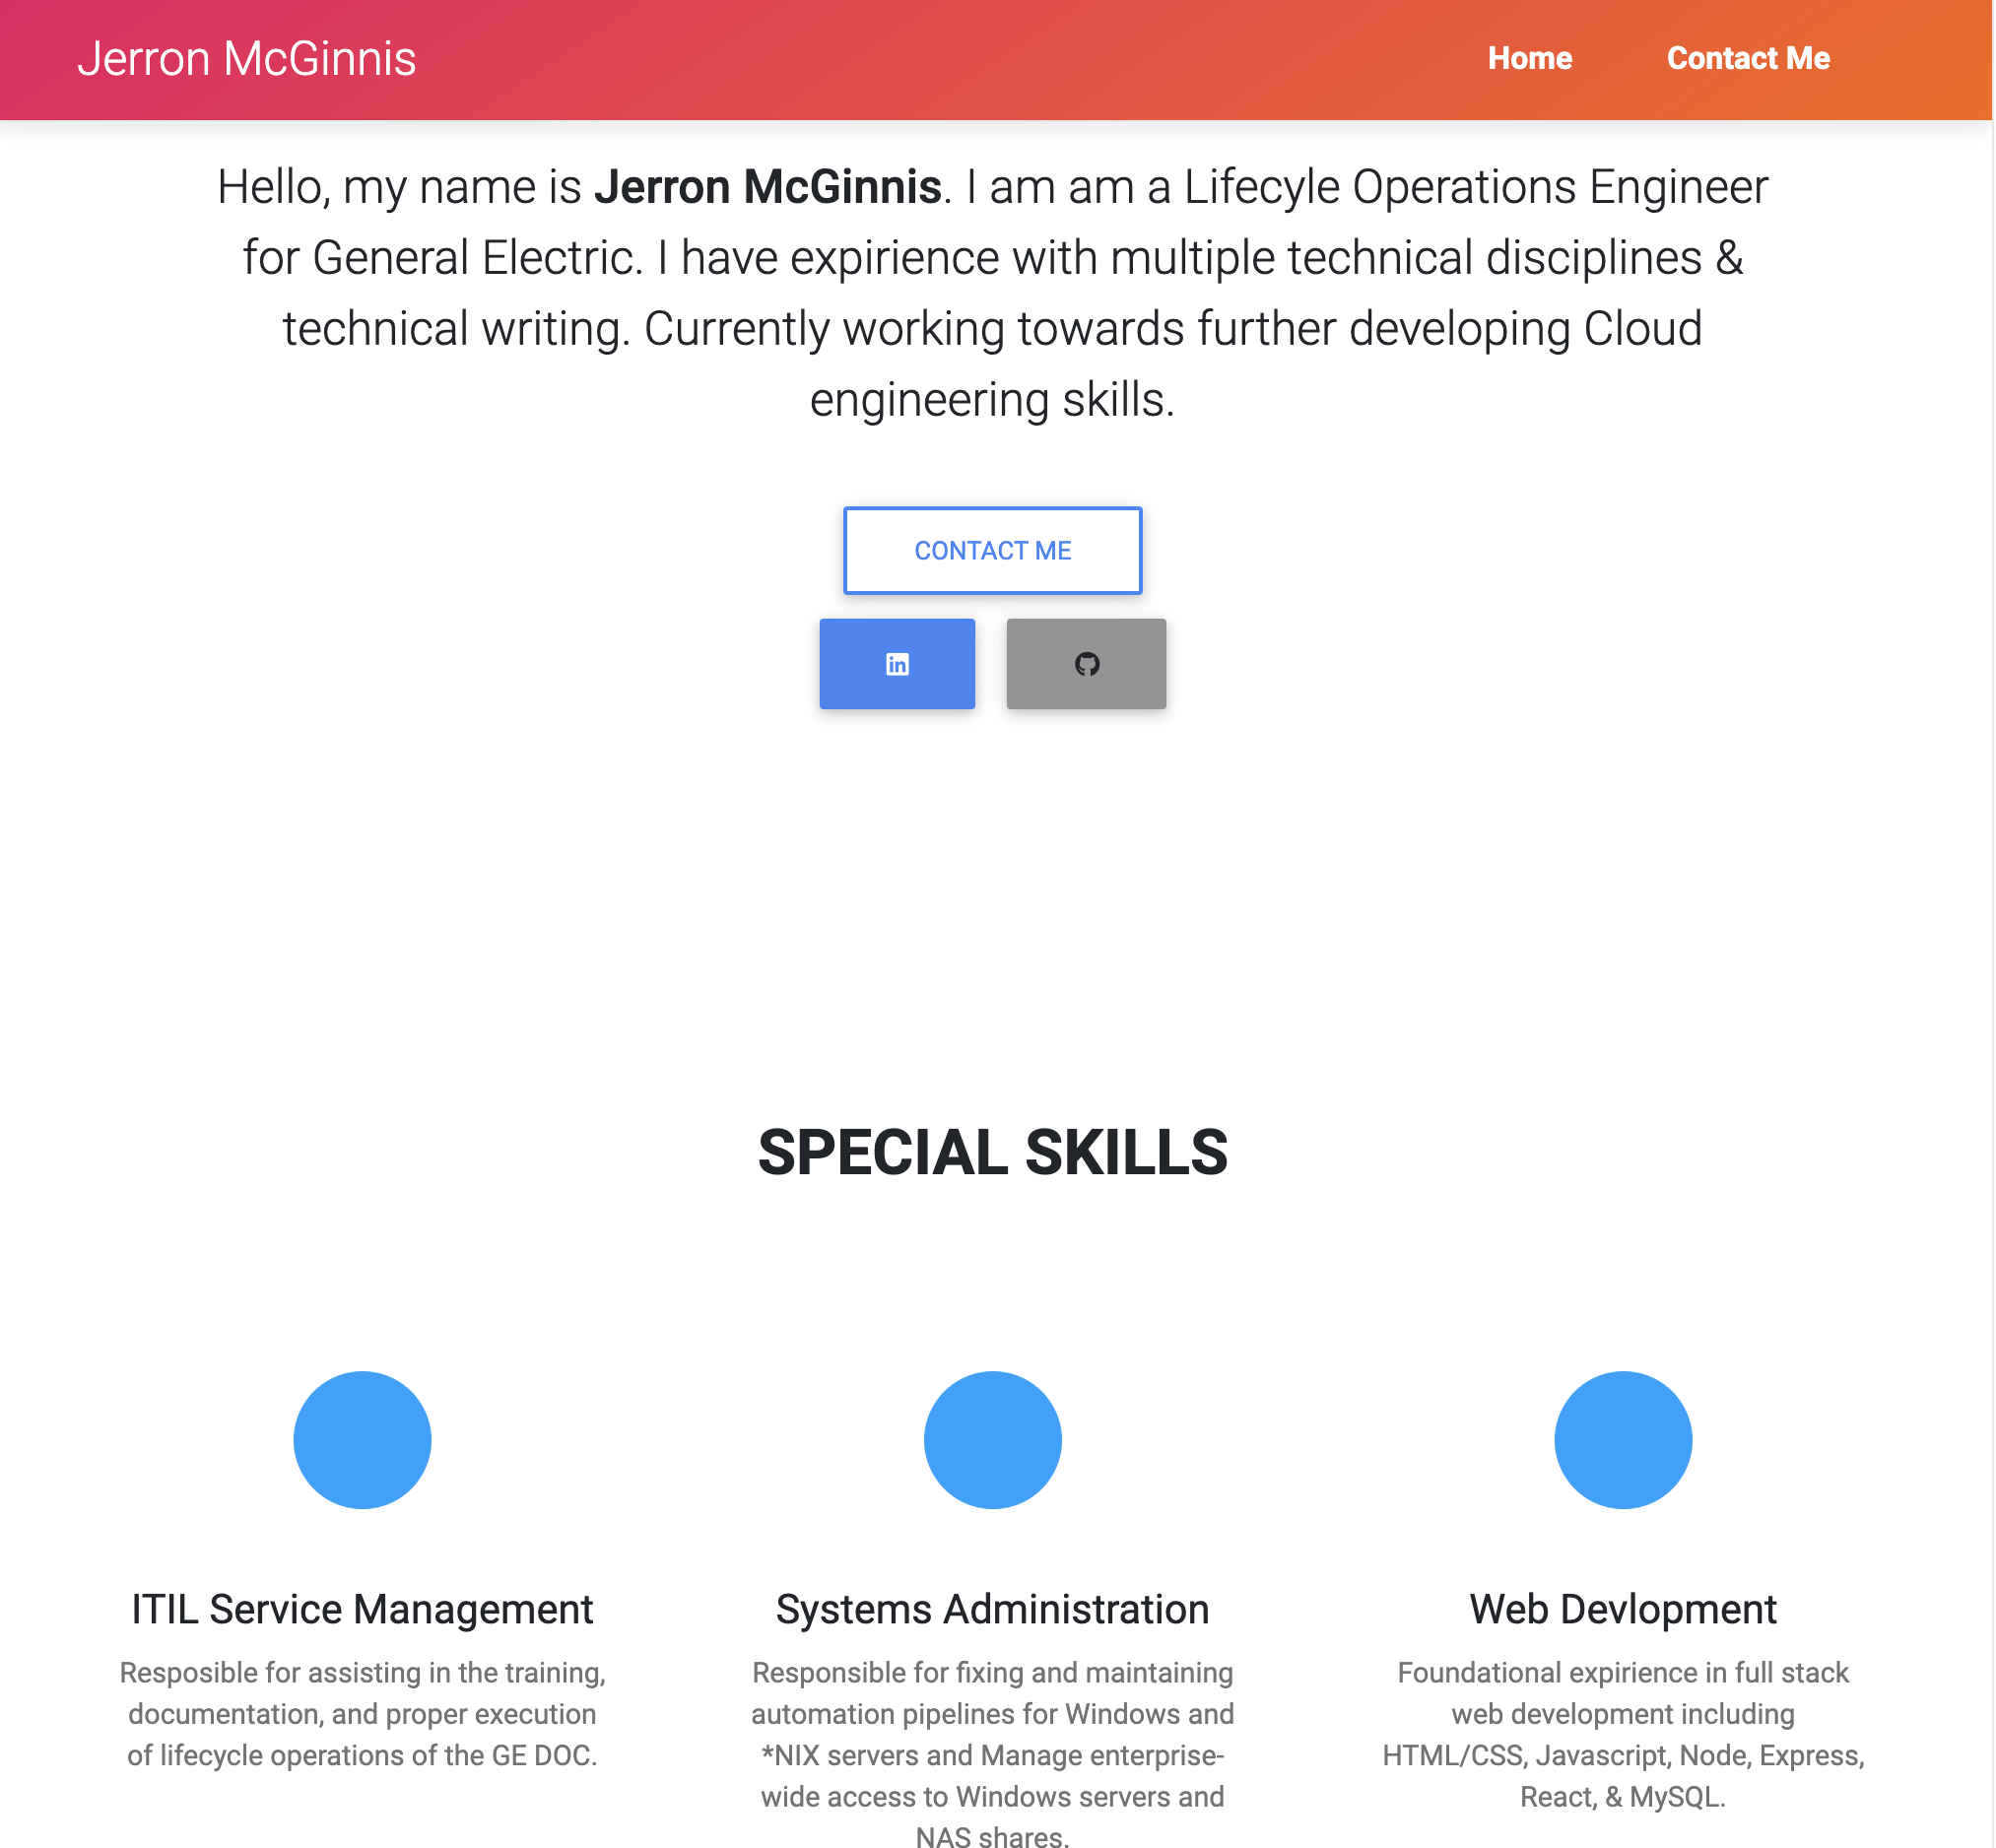 Jerron McGinnis
Home
Contact Me
Hello, my name is Jerron McGinnis. I am am a Lifecyle Operations Engineer
for General Electric. I have expirience with multiple technical disciplines &
technical writing. Currently working towards further developing Cloud
engineering skills.
CONTACT ME
in
SPECIAL SKILLS
ITIL Service Management
Resposible for assisting in the training,
documentation, and proper execution
of lifecycle operations of the GE DOC.
Systems Administration
Responsible for fixing and maintaining
automation pipelines for Windows and
*NIX servers and Manage enterprise-
wide access to Windows servers and
NAS shares.
Web Devlopment
Foundational expirience in full stack
web development including
HTML/CSS, Javascript, Node, Express,
React, & MySQL.